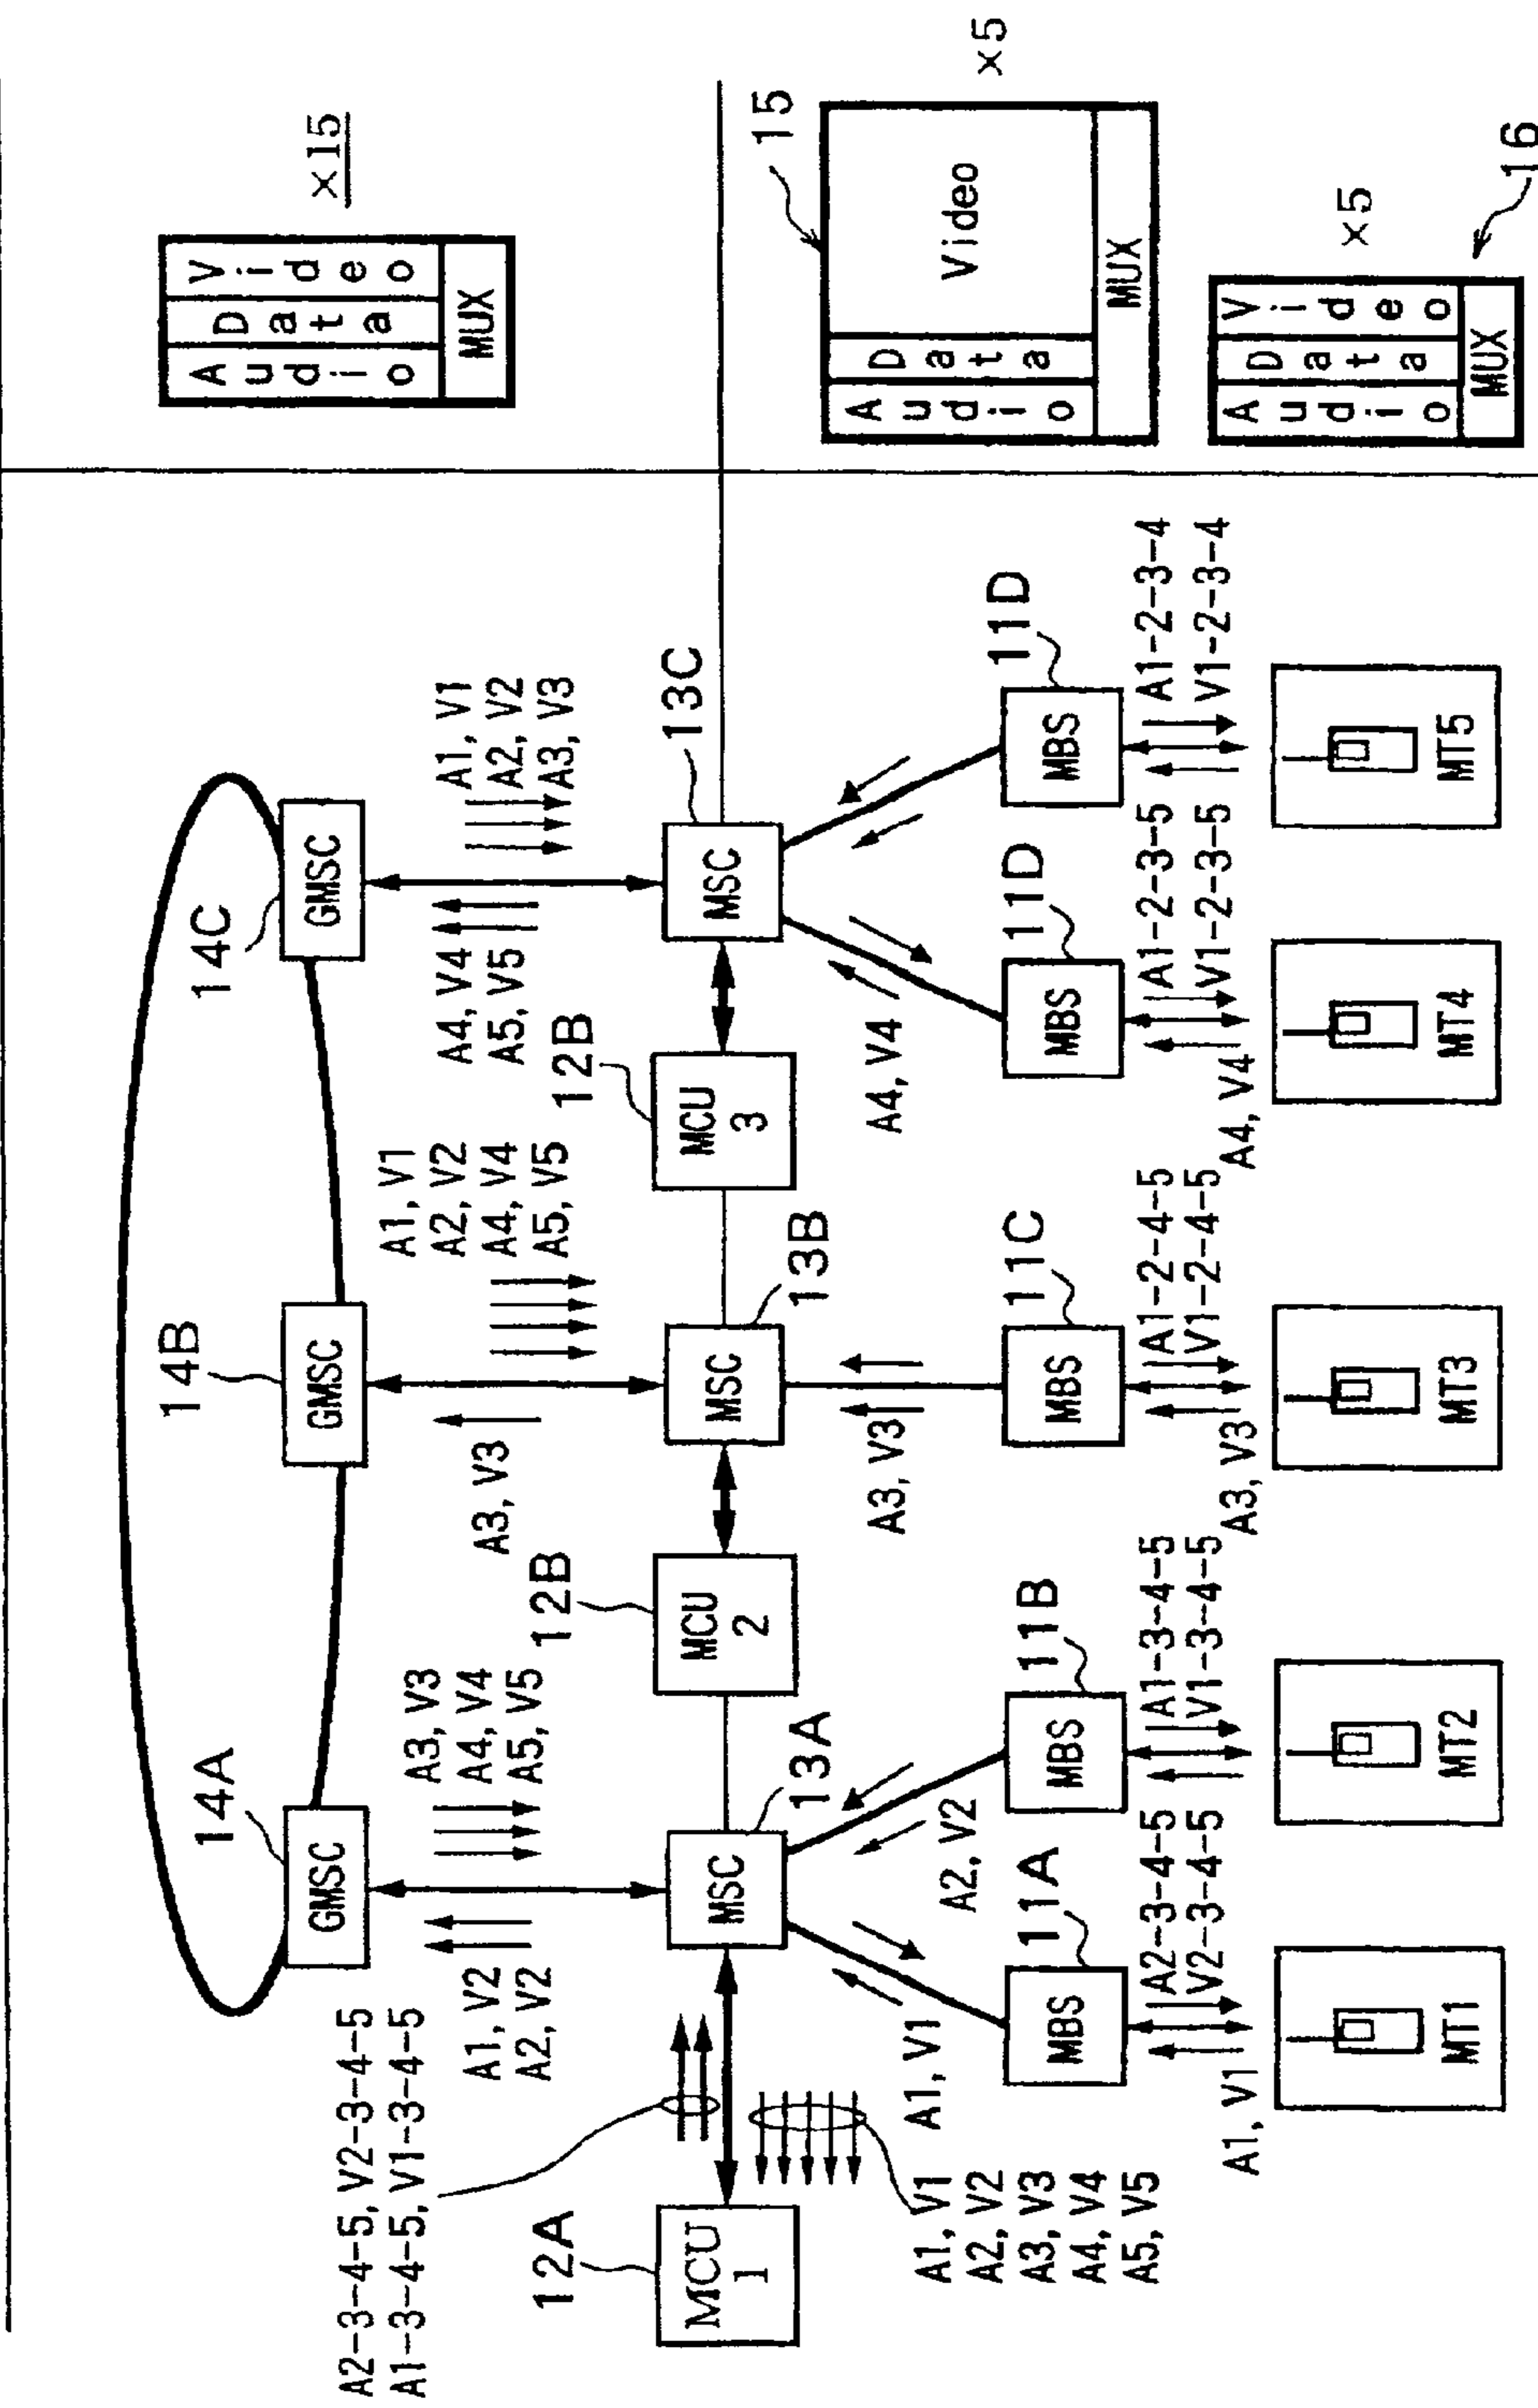 14A
14B
14C
GMSC
GMSC
GMSC
A2-3-4-5, V2-3-4-5
A1-3-4-5, V1-3-4-5
A1, V2
A2, V2
A3, V3
A4, V4
A5, V5
A3, V3
A1, V1
A2, V2
A4, V4
A5, V5
A4, V4
A5, V5
A1, V1
A2, V2
A3, V3
×15
Audio
Data
Video
MUX
12A
MCU
1
MSC
13A
12B
MCU
2
MSC
13B
12B
MCU
3
MSC
13C
A1, V1
A2, V2
A3, V3
A4, V4
A5, V5
A1, V1
A2, V2
A3, V3
A4, V4
15
Audio
Data
Video
MUX
×5
11A
MBS
11B
MBS
11C
MBS
11D
MBS
11D
MBS
A1, V1
A2-3-4-5
V2-3-4-5
A1-3-4-5
V1-3-4-5
A3, V3
A1-2-4-5
V1-2-4-5
A4, V4
A1-2-3-5
V1-2-3-5
A1-2-3-4
V1-2-3-4
MT1
MT2
MT3
MT4
MT5
Audio
Data
Video
MUX
×5
16